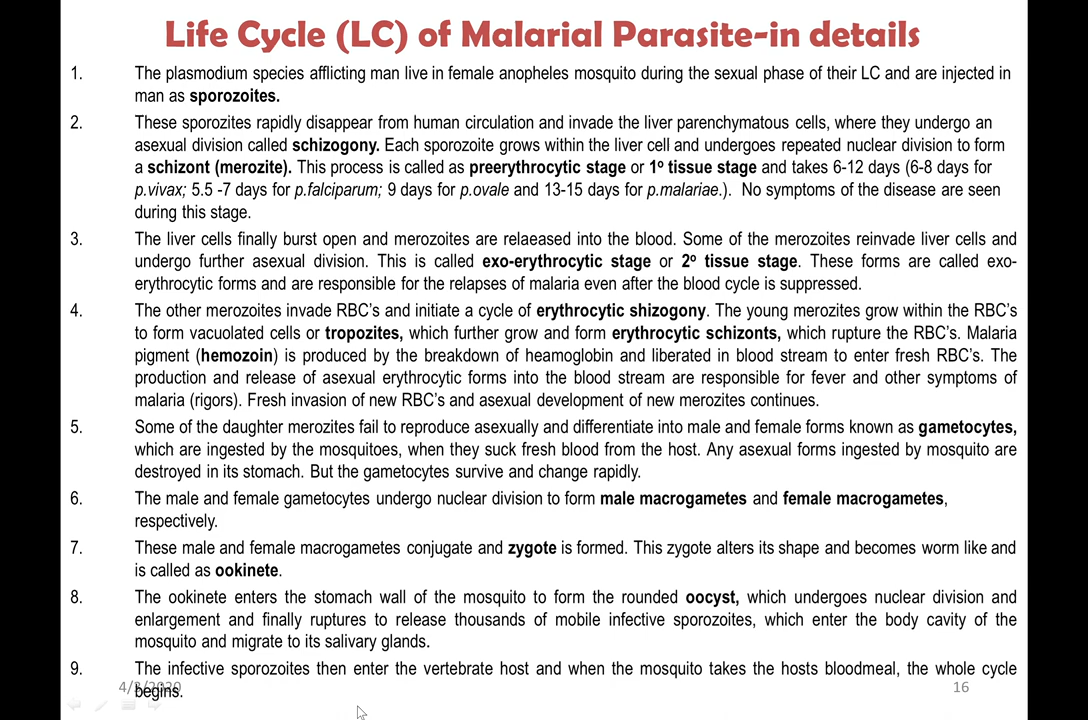 Life Cycle (LC) of Malarial Parasite-in details
1. The plasmodium species afflicting man live in female anopheles mosquito during the sexual phase of their LC and are injected in
man as sporozoites.
2. These sporozites rapidly disappear from human circulation and invade the liver parenchymatous cells, where they undergo an
asexual division called schizogony. Each sporozoite grows within the liver cell and undergoes repeated nuclear division to form
a schizont (merozite). This process is called as preerythrocytic stage or 1º tissue stage and takes 6-12 days (6-8 days for
p.vivax; 5.5 -7 days for p.falciparum; 9 days for p.ovale and 13-15 days for p.malariae.). No symptoms of the disease are seen
during this stage.
3. The liver cells finally burst open and merozoites are relaeased into the blood. Some of the merozoites reinvade liver cells and
undergo further asexual division. This is called exo-erythrocytic stage or 2º tissue stage. These forms are called exo-
erythrocytic forms and are responsible for the relapses of malaria even after the blood cycle is suppressed.
4. The other merozoites invade RBC's and initiate a cycle of erythrocytic shizogony. The young merozites grow within the RBC's
to form vacuolated cells or tropozites, which further grow and form erythrocytic schizonts, which rupture the RBC's. Malaria
pigment (hemozoin) is produced by the breakdown of heamoglobin and liberated in blood stream to enter fresh RBC's. The
production and release of asexual erythrocytic forms into the blood stream are responsible for fever and other symptoms of
malaria (rigors). Fresh invasion of new RBC's and asexual development of new merozites continues.
5. Some of the daughter merozites fail to reproduce asexually and differentiate into male and female forms known as gametocytes,
which are ingested by the mosquitoes, when they suck fresh blood from the host. Any asexual forms ingested by mosquito are
destroyed in its stomach. But the gametocytes survive and change rapidly.
6. The male and female gametocytes undergo nuclear division to form male macrogametes and female macrogametes,
respectively.
7. These male and female macrogametes conjugate and zygote is formed. This zygote alters its shape and becomes worm like and
is called as ookinete.
8. The ookinete enters the stomach wall of the mosquito to form the rounded oocyst, which undergoes nuclear division and
enlargement and finally ruptures to release thousands of mobile infective sporozoites, which enter the body cavity of the
mosquito and migrate to its salivary glands.
9. The infective sporozoites then enter the vertebrate host and when the mosquito takes the hosts bloodmeal, the whole cycle
begins.
16